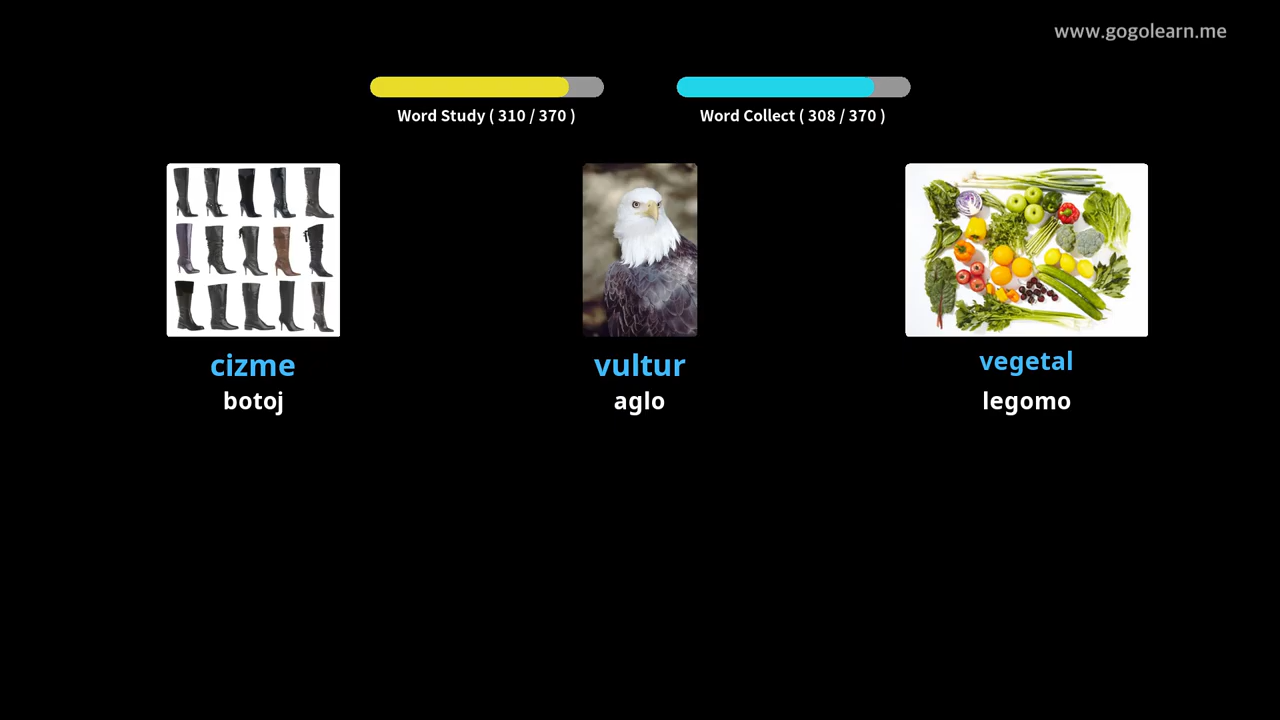 www.gogolearn.me
Word Study ( 310 / 370 )
Word Collect ( 308 / 370 )
cizme
botoj
vultur
aglo
vegetal
legomo